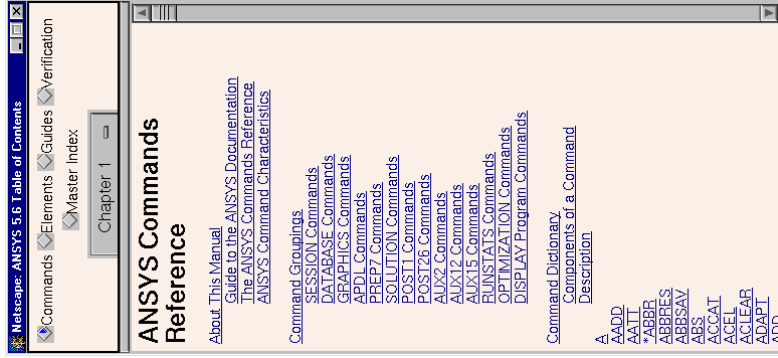 Netscape: ANSYS 5.6 Table of Contents
Commands Elements Guides Verification
Master Index
Chapter 1
ANSYS Commands
Reference
About This Manual
Guide to the ANSYS Documentation
The ANSYS Commands Reference
ANSYS Command Characteristics
Command Groupings
SESSION Commands
DATABASE Commands
GRAPHICS Commands
APDL Commands
PREP7 Commands
SOLUTION Commands
POST1 Commands
POST26 Commands
AUX2 Commands
AUX12 Commands
AUX15 Commands
RUNSTATS Commands
OPTIMIZATION Commands
DISPLAY Program Commands
Command Dictionary
Components of a Command
Description
A
AADD
AATT
*ABBR
ABBRES
ABBSAV
ABS
ACCAT
ACEL
ACLEAR
ADAPT
ADD